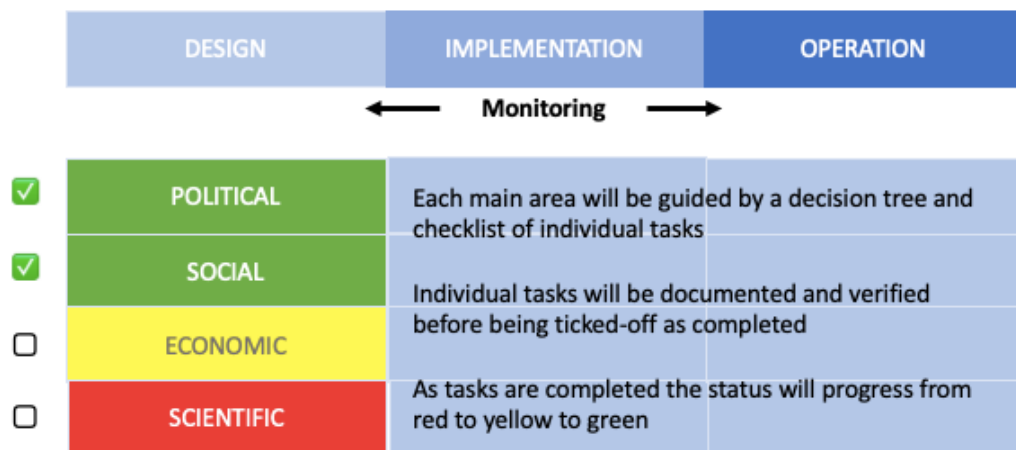 DESIGN IMPLEMENTATION OPERATION
Monitoring
POLITICAL
SOCIAL
ECONOMIC
SCIENTIFIC
Each main area will be guided by a decision tree and
checklist of individual tasks
Individual tasks will be documented and verified
before being ticked-off as completed
As tasks are completed the status will progress from
red to yellow to green